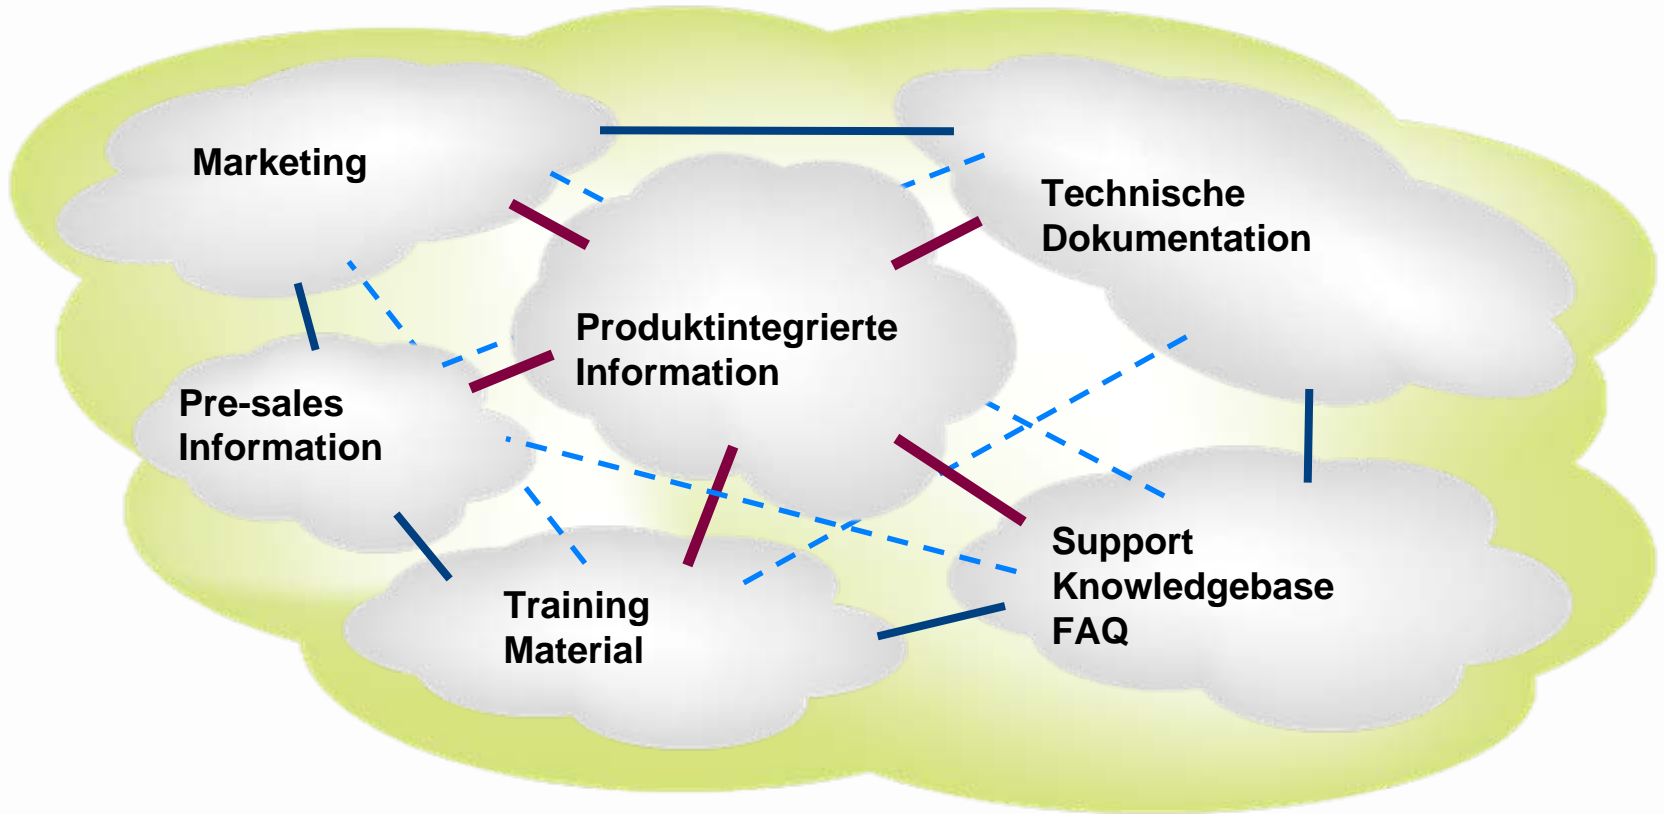 Marketing
Technische
Dokumentation
Produktintegrierte
Information
Pre-sales
Information
Support
Knowledgebase
FAQ
Training
Material